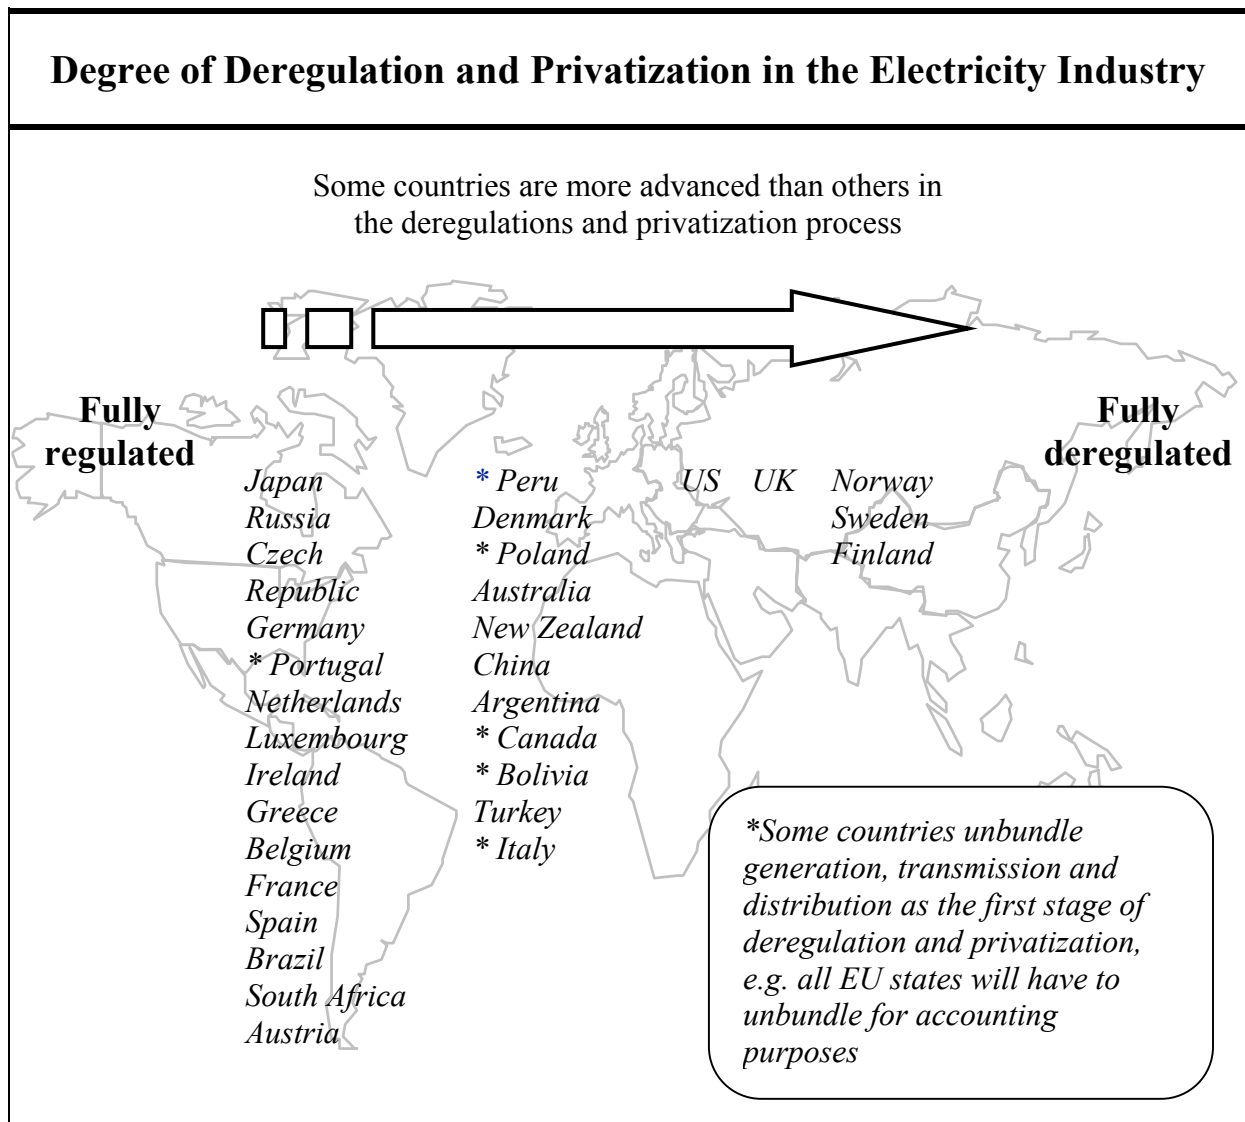 Degree of Deregulation and Privatization in the Electricity Industry
Some countries are more advanced than others in
the deregulations and privatization process
Fully
regulated
Fully
deregulated
Japan
Russia
Czech
Republic
Germany
* Portugal
Netherlands
Luxembourg
Ireland
Greece
Belgium
France
Spain
Brazil
South Africa
Austria
* Peru
Denmark
* Poland
Australia
New Zealand
China
Argentina
* Canada
* Bolivia
Turkey
* Italy
US
UK
Norway
Sweden
Finland
*Some countries unbundle
generation, transmission and
distribution as the first stage of
deregulation and privatization,
e.g. all EU states will have to
unbundle for accounting
purposes